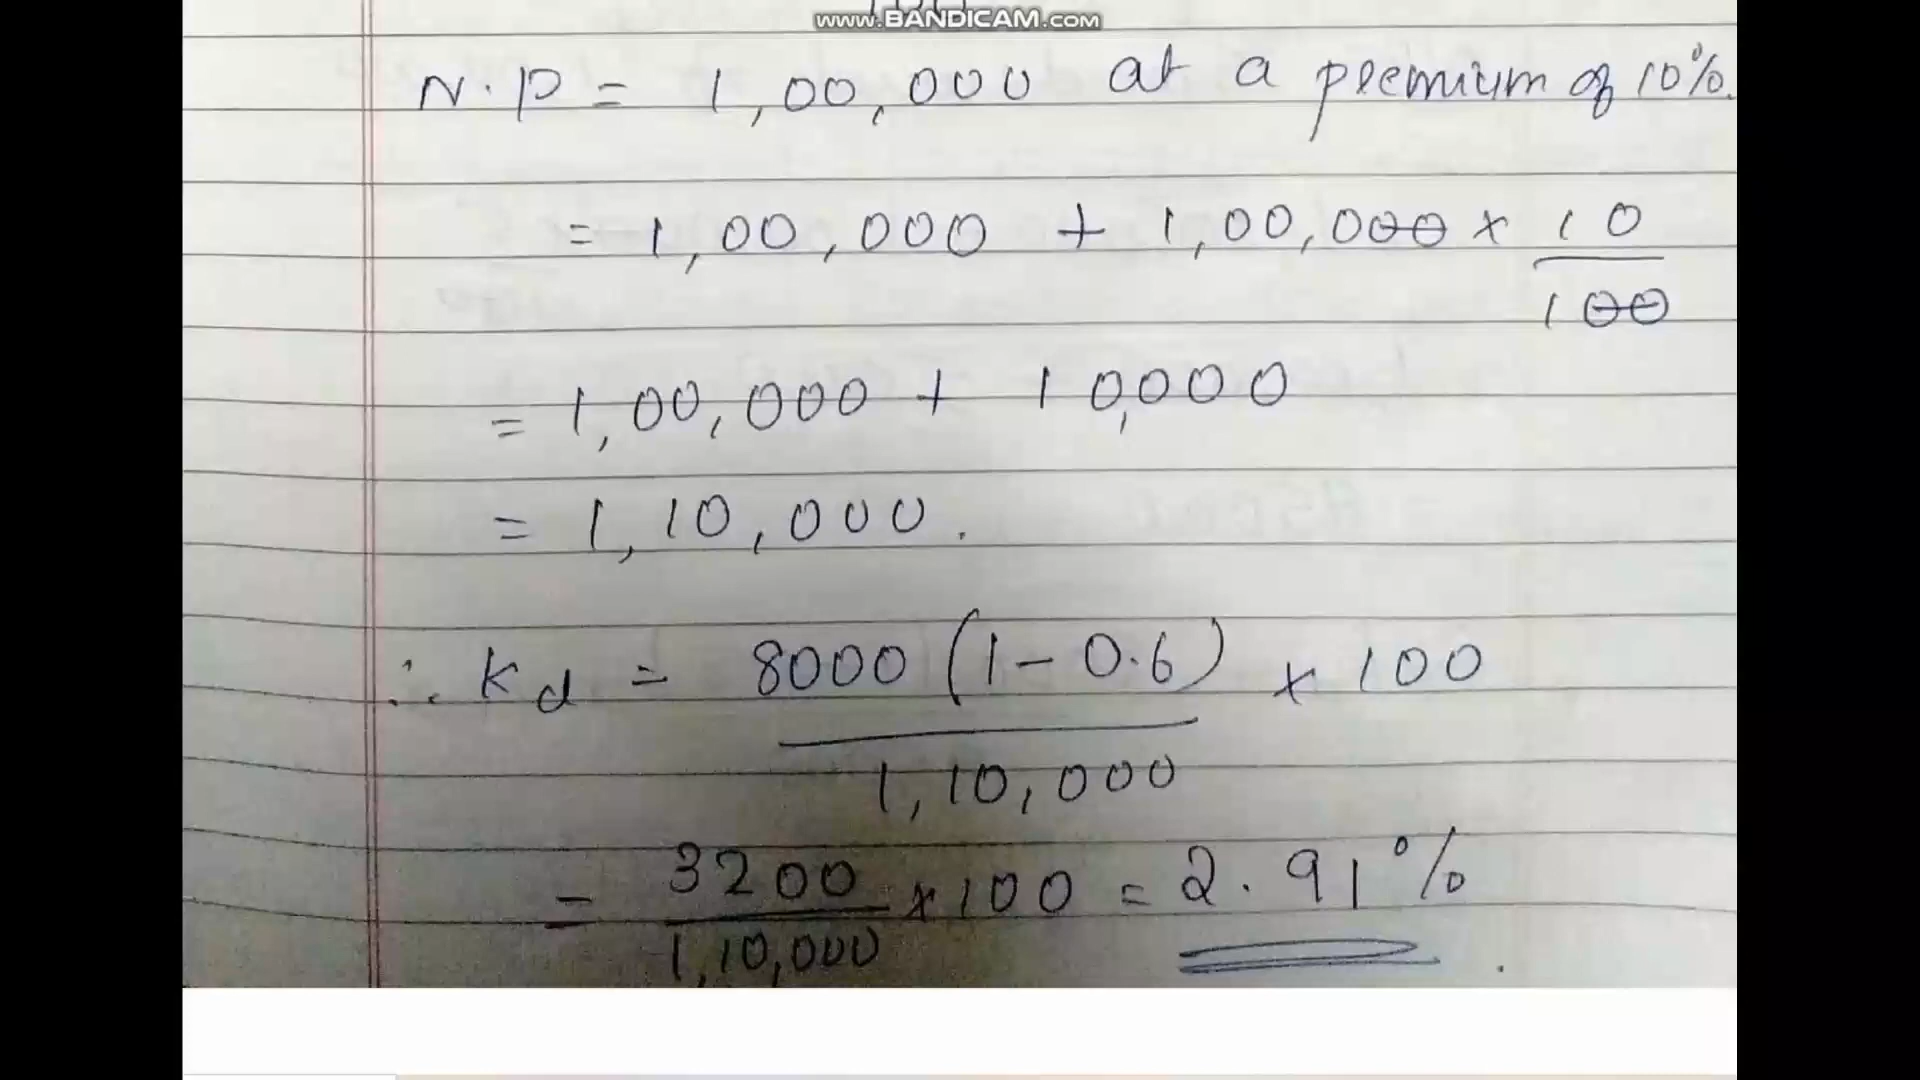 www.BANDICAM.com
N.P = 1,00,000 at a premium of 10%.
= 1,00,000 + 1,00,000 x 10
100
= 1,00,000 + 10,000
= 1,10,000.
∴ Kd = 8000 (1 - 0.6) x 100
1,10,000
= 3200 x 100 = 2.91%
1,10,000